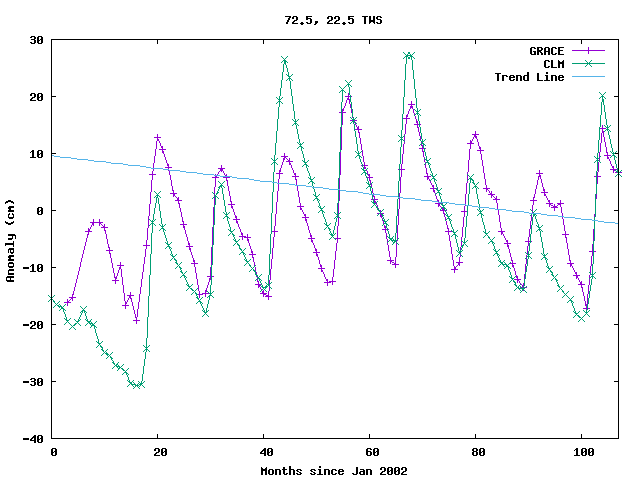 72.5, 22.5 TWS
GRACE
CLM
Trend Line
30
20
10
0
-10
-20
-30
-40
Anomaly (cm)
0 20 40 60 80 100
Months since Jan 2002